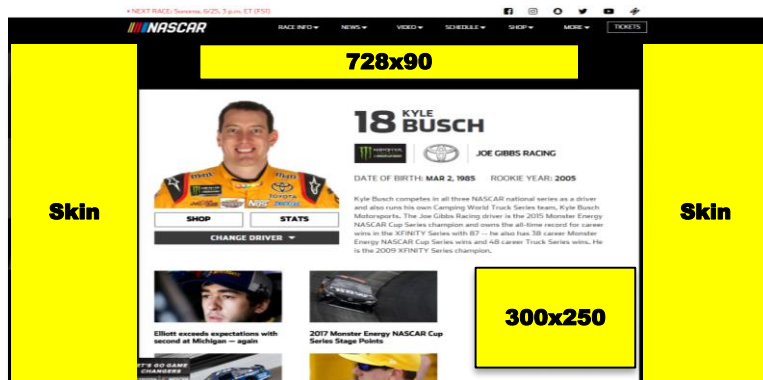 • NEXT RACE: Sonoma, 6/25, 3 p.m. ET (FS1)
NASCAR
RACE INFO NEWS VIDEO SCHEDULE SHOP MORE TICKETS
728x90
18 KYLE BUSCH
JOE GIBBS RACING
DATE OF BIRTH: MAR 2, 1985 ROOKIE YEAR: 2005
Kyle Busch competes in all three NASCAR national series as a driver
and also runs his own Camping World Truck Series team, Kyle Busch
Motorsports. The Joe Gibbs Racing driver is the 2015 Monster Energy
NASCAR Cup Series champion and owns the all-time record for career
wins in the XFINITY Series with 87 -- he also has 38 career Monster
Energy NASCAR Cup Series wins and 48 career Truck Series wins. He
is the 2009 XFINITY Series champion.
TOYOTA
SHOP STATS
CHANGE DRIVER
Skin
Skin
300x250
Elliott exceeds expectations with
second at Michigan — again
2017 Monster Energy NASCAR Cup
Series Stage Points
LET'S GO GAME
CHANGERS